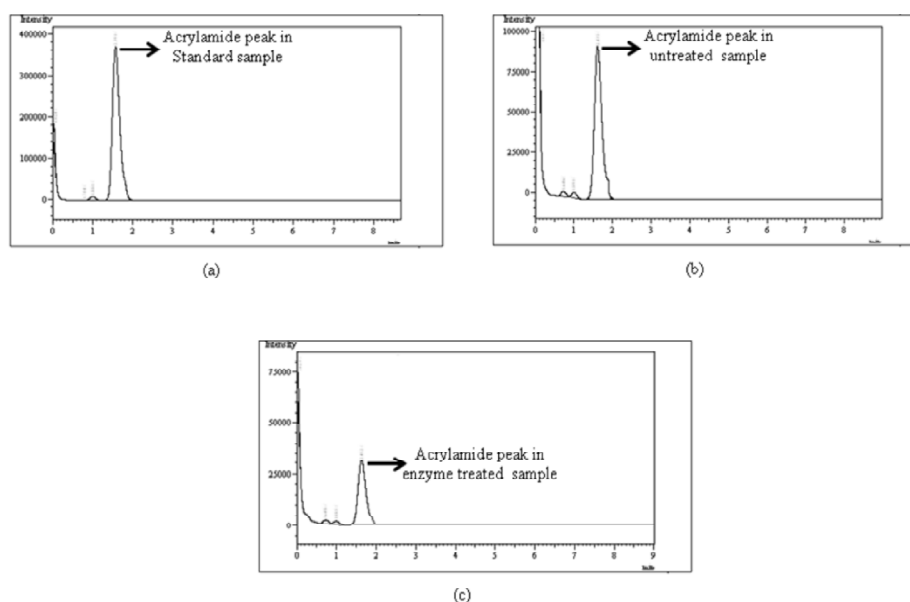 Intensity
400000
300000
200000
100000
0
0 1 2 3 4 5 6 7 8
Acrylamide peak in
Standard sample
(a)
Intensity
100000
75000
50000
25000
0
0 1 2 3 4 5 6 7 8
Acrylamide peak in
untreated sample
(b)
Intensity
75000
50000
25000
0
0 1 2 3 4 5 6 7 8 9
Acrylamide peak in
enzyme treated sample
(c)